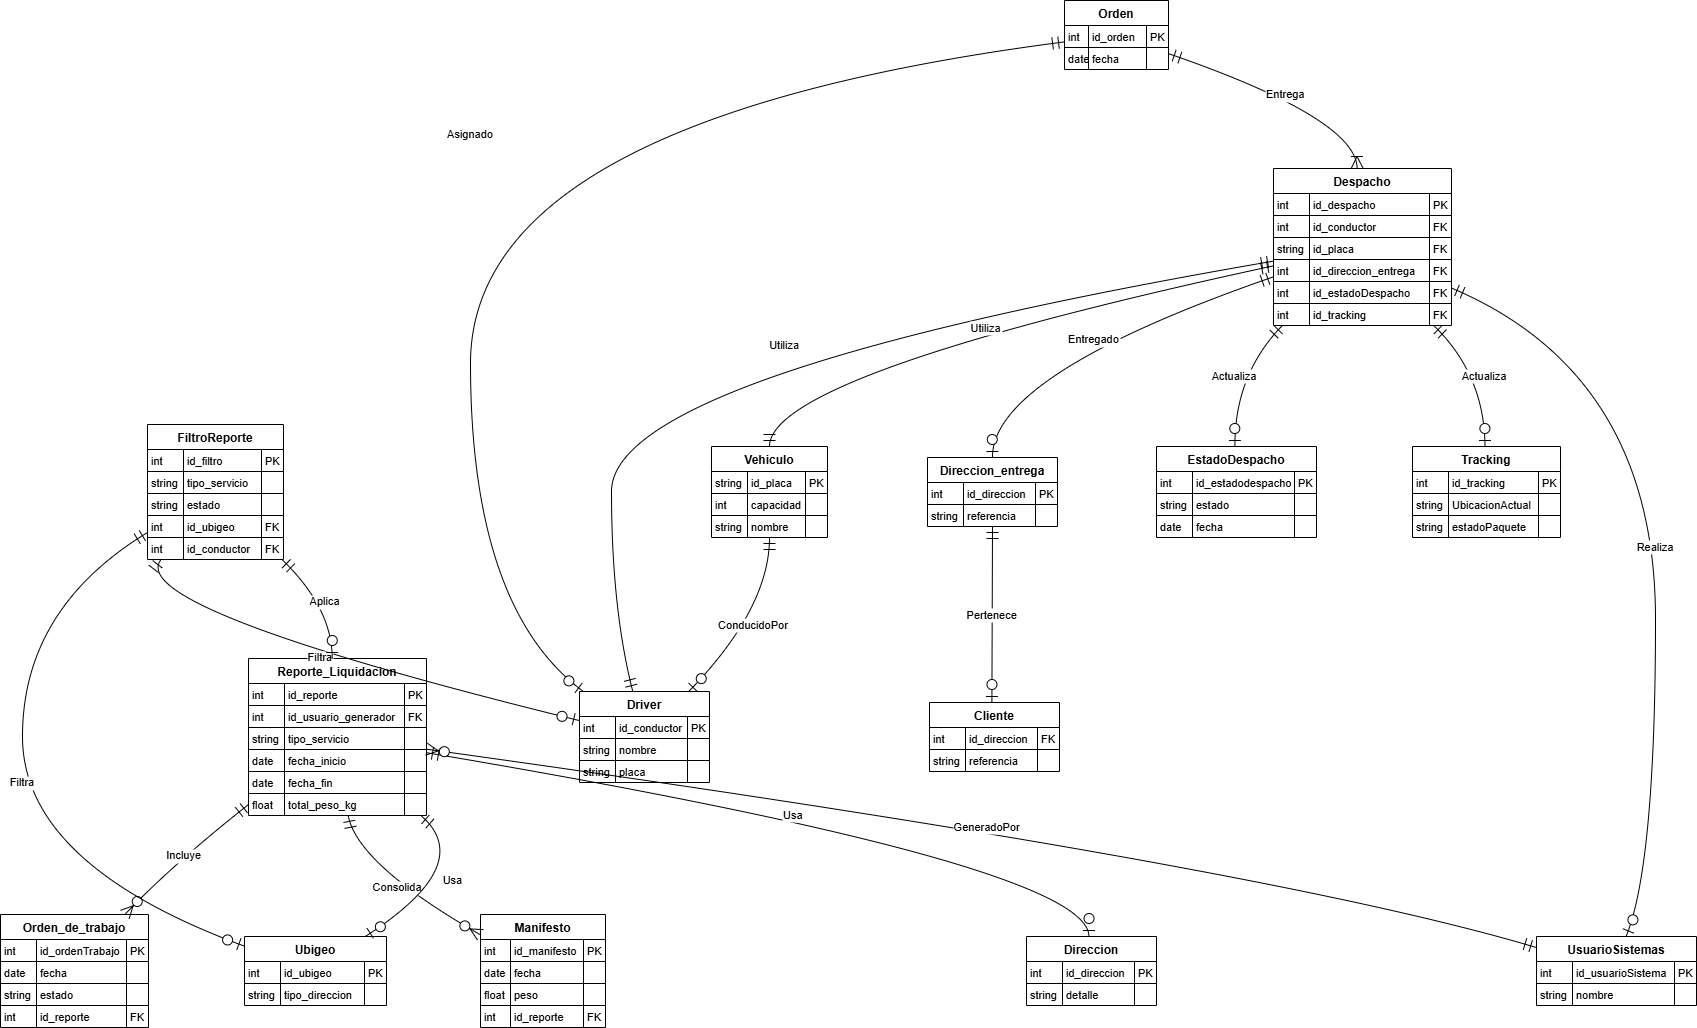 Orden
int id_orden PK
date fecha
Entrega
Asignado
Despacho
int id_despacho PK
int id_conductor FK
string id_placa FK
int id_direccion_entrega FK
int id_estadoDespacho FK
int id_tracking FK
Utiliza
Utiliza
Entregado
Actualiza
Actualiza
FiltroReporte
int id_filtro PK
string tipo_servicio
string estado
int id_ubigeo FK
int id_conductor FK
Vehiculo
string id_placa PK
int capacidad
string nombre
Direccion_entrega
int id_direccion PK
string referencia
EstadoDespacho
int id_estadodespacho PK
string estado
date fecha
Tracking
int id_tracking PK
string UbicacionActual
string estadoPaquete
Realiza
Aplica
Pertenece
ConducidoPor
Filtra
Reporte_Liquidacion
int id_reporte PK
int id_usuario_generador FK
string tipo_servicio
date fecha_inicio
date fecha_fin
float total_peso_kg
Driver
int id_conductor PK
string nombre
string placa
Cliente
int id_direccion FK
string referencia
Filtra
Usa
GeneradoPor
Incluye
Consolida
Usa
Orden_de_trabajo
int id_ordenTrabajo PK
date fecha
string estado
int id_reporte FK
Ubigeo
int id_ubigeo PK
string tipo_direccion
Manifesto
int id_manifesto PK
date fecha
float peso
int id_reporte FK
Direccion
int id_direccion PK
string detalle
UsuarioSistemas
int id_usuarioSistema PK
string nombre